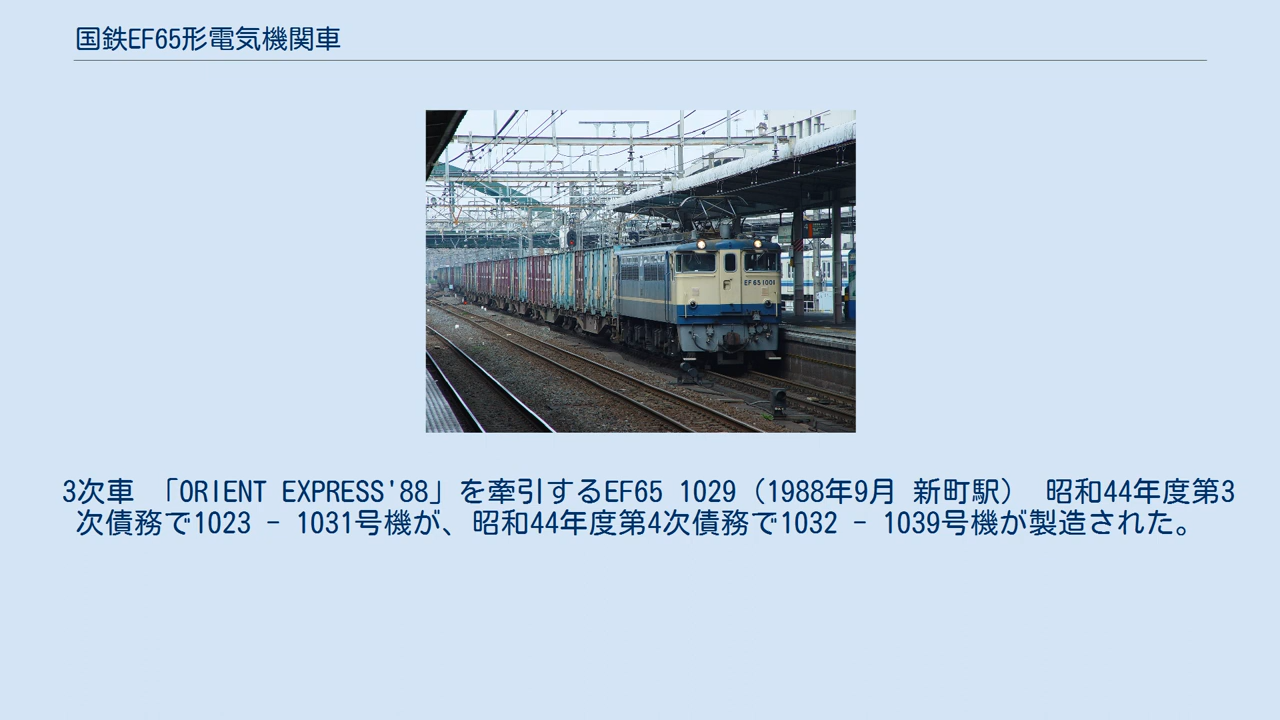 国鉄EF65形電気機関車
EF 65 1008
3次車 「ORIENT EXPRESS'88」を牽引するEF65 1029（1988年9月 新町駅） 昭和44年度第3
次債務で1023 - 1031号機が、昭和44年度第4次債務で1032 - 1039号機が製造された。